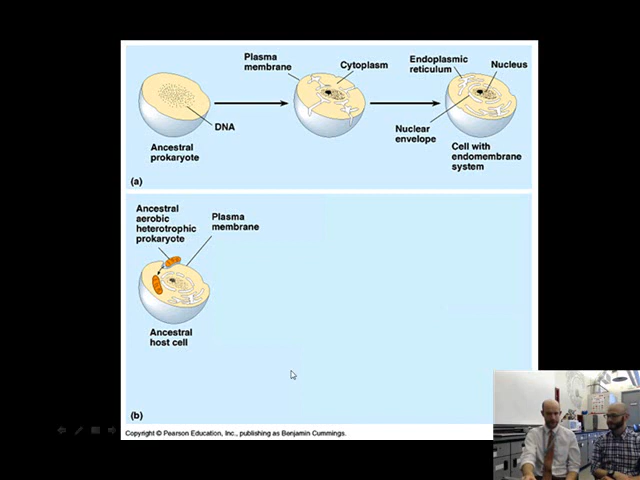 Plasma
membrane
Cytoplasm
Endoplasmic
reticulum
Nucleus
DNA
Nuclear
envelope
Ancestral
prokaryote
Cell with
endomembrane
system
(a)
Ancestral
aerobic
heterotrophic
prokaryote
Plasma
membrane
Ancestral
host cell
(b)
Copyright © Pearson Education, Inc., publishing as Benjamin Cummings.